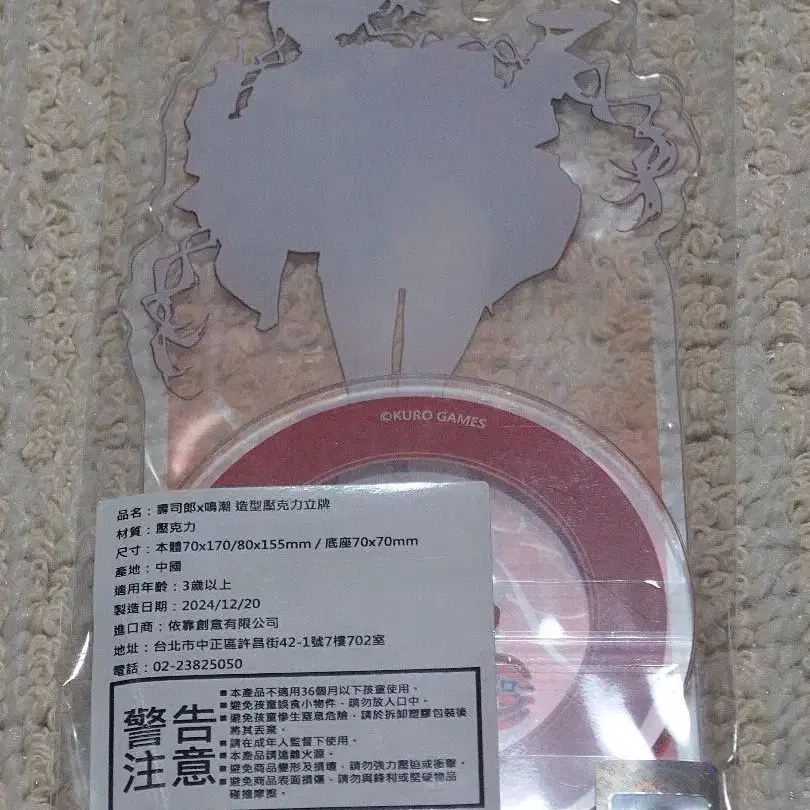 ©KURO GAMES
品名：壽司郎x鳴潮 造型壓克力立牌
材質：壓克力
尺寸：本體70x170/80x155mm / 底座70x70mm
產地：中國
適用年齡：3歲以上
製造日期：2024/12/20
進口商：依靠創意有限公司
地址：台北市中正區許昌街42-1號7樓702室
電話：02-23825050
警告
注意
■本產品不適用36個月以下孩童使用。
■避免孩童誤食小物件，請勿放入口中。
■避免孩童慘生窒息危險，請於拆卸塑膠包裝後
將其丟棄。
■請在成年人監督下使用。
■本產品請遠離火源。
■避免商品變形及損壞，請勿強力壓迫或衝擊。
■避免商品表面損傷，請勿與鋒利或堅硬物品
碰撞摩擦。